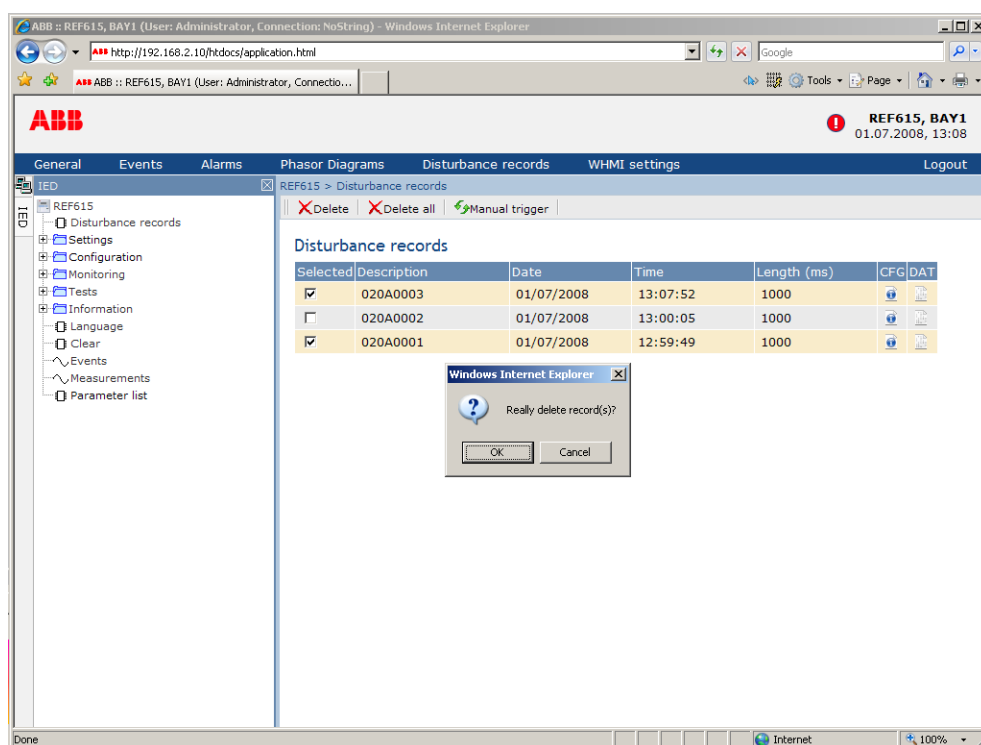 ABB :: REF615, BAY1 (User: Administrator, Connection: NoString) - Windows Internet Explorer
ABB http://192.168.2.10/htdocs/application.html
Google
ABB ABB :: REF615, BAY1 (User: Administrator, Connectio...
Tools
Page
ABB
REF615, BAY1
01.07.2008, 13:08
General Events Alarms Phasor Diagrams Disturbance records WHMI settings Logout
IED
IED
REF615 > Disturbance records
Delete Delete all Manual trigger
REF615
Disturbance records
Settings
Configuration
Monitoring
Tests
Information
Language
Clear
Events
Measurements
Parameter list
Disturbance records
Selected Description Date Time Length (ms) CFG DAT
020A0003 01/07/2008 13:07:52 1000
020A0002 01/07/2008 13:00:05 1000
020A0001 01/07/2008 12:59:49 1000
Windows Internet Explorer
Really delete record(s)?
OK Cancel
Done Internet 100%